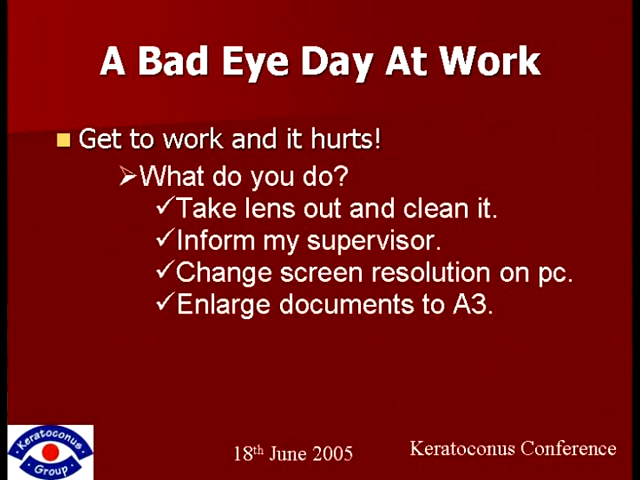 A Bad Eye Day At Work
Get to work and it hurts!
What do you do?
Take lens out and clean it.
Inform my supervisor.
Change screen resolution on pc.
Enlarge documents to A3.
Keratoconus
Group
18th June 2005
Keratoconus Conference